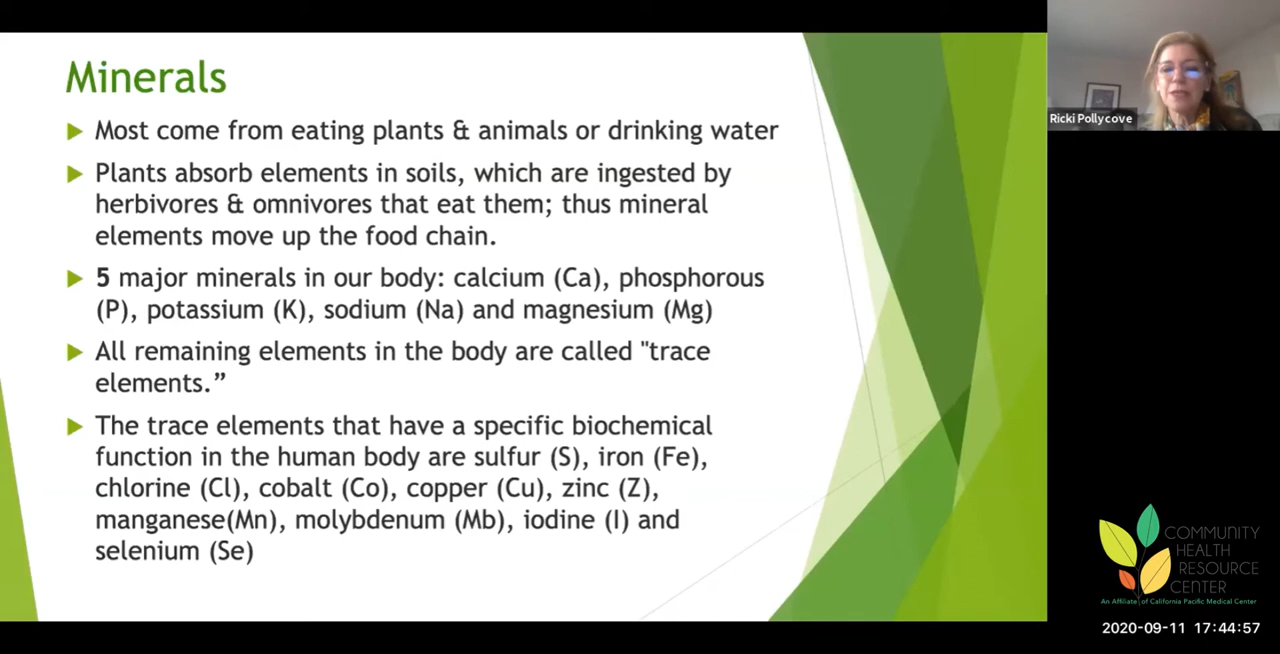 Minerals
Most come from eating plants & animals or drinking water
Plants absorb elements in soils, which are ingested by
herbivores & omnivores that eat them; thus mineral
elements move up the food chain.
5 major minerals in our body: calcium (Ca), phosphorous
(P), potassium (K), sodium (Na) and magnesium (Mg)
All remaining elements in the body are called "trace
elements.”
The trace elements that have a specific biochemical
function in the human body are sulfur (S), iron (Fe),
chlorine (Cl), cobalt (Co), copper (Cu), zinc (Z),
manganese(Mn), molybdenum (Mb), iodine (I) and
selenium (Se)
Ricki Pollycove
COMMUNITY
HEALTH
RESOURCE
CENTER
An Affiliate of California Pacific Medical Center
2020-09-11 17:44:57